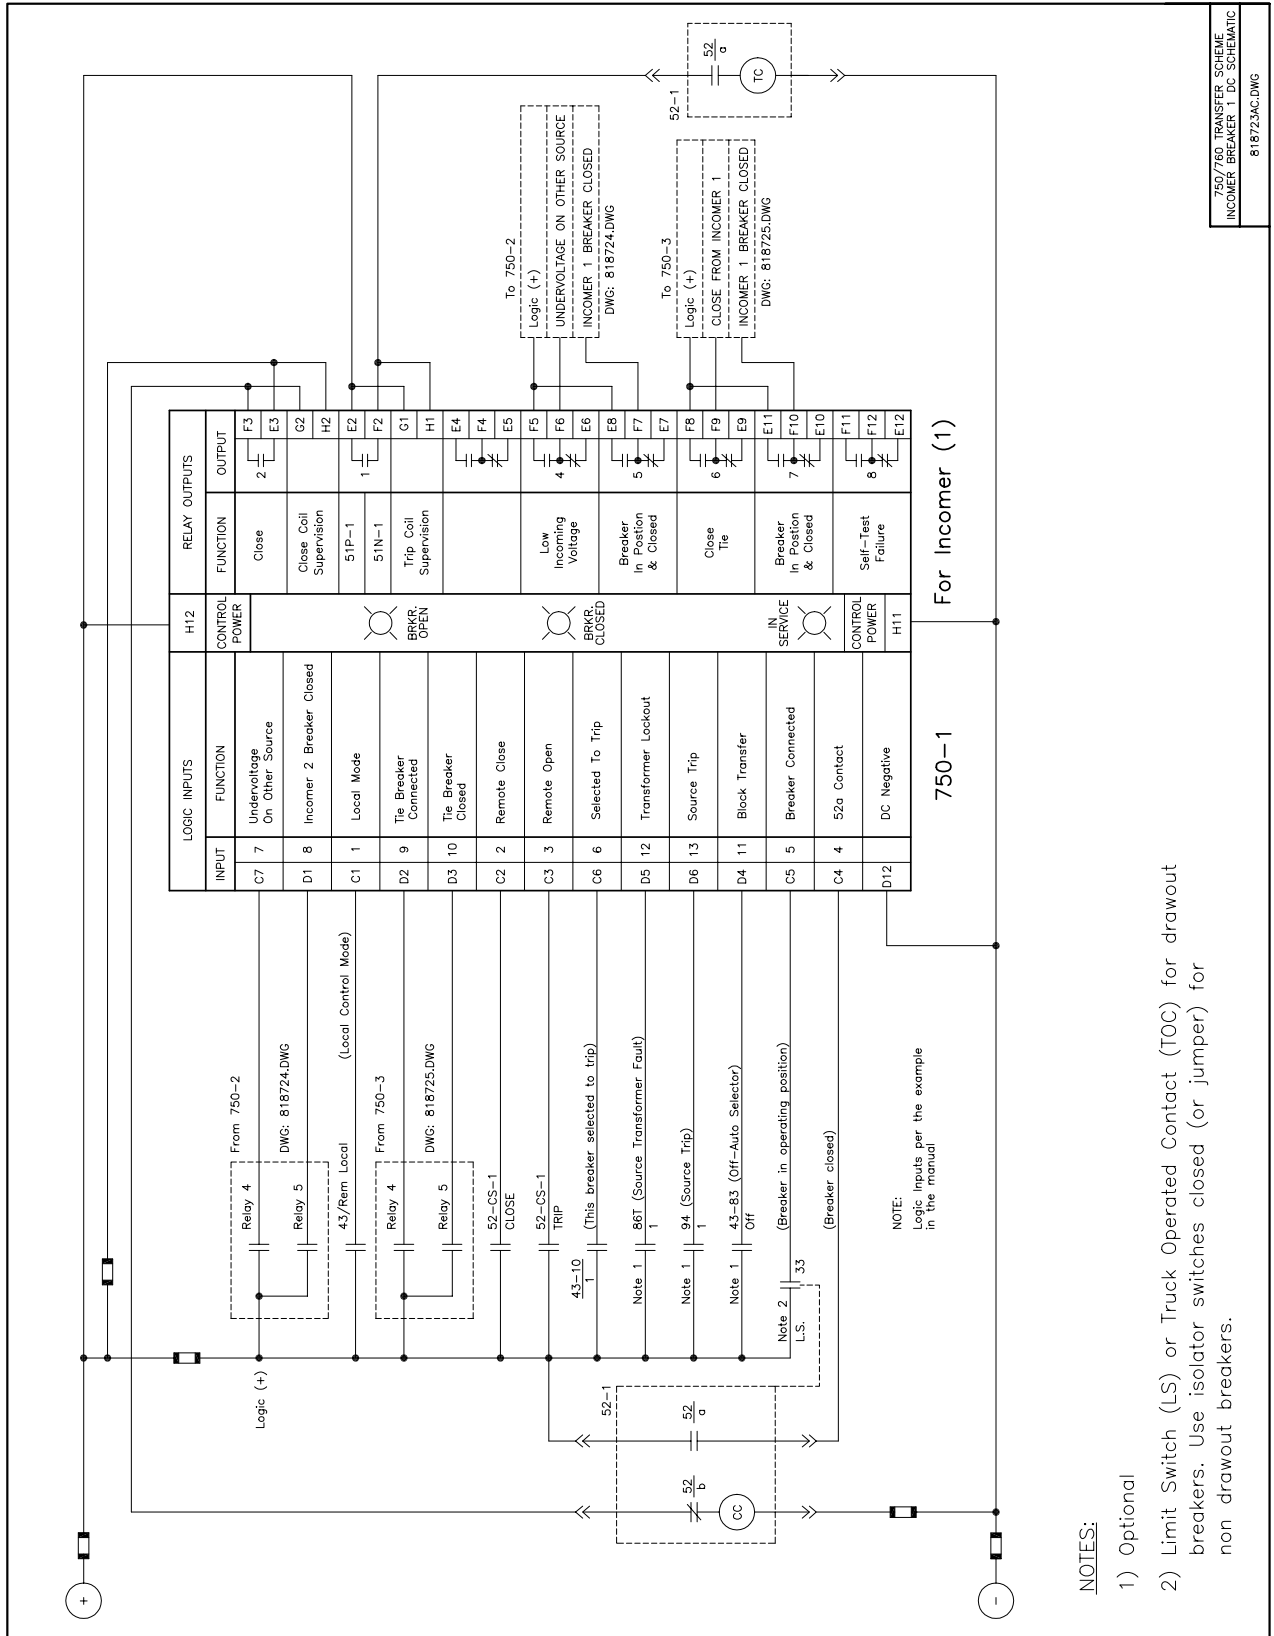 +
-
LOGIC INPUTS
H12
RELAY OUTPUTS
INPUT
FUNCTION
CONTROL
POWER
FUNCTION
OUTPUT
C7 7
Undervoltage
On Other Source
D1 8
Incomer 2 Breaker Closed
C1 1
Local Mode
D2 9
Tie Breaker
Connected
D3 10
Tie Breaker
Closed
C2 2
Remote Close
C3 3
Remote Open
C6 6
Selected To Trip
D5 12
Transformer Lockout
D6 13
Source Trip
D4 11
Block Transfer
C5 5
Breaker Connected
C4 4
52a Contact
D12
DC Negative
BRKR.
OPEN
BRKR.
CLOSED
IN
SERVICE
CONTROL
POWER
H11
Close
2
F3
E3
Close Coil
Supervision
G2
H2
51P-1
51N-1
1
E2
F2
Trip Coil
Supervision
G1
H1
E4
F4
E5
Low
Incoming
Voltage
4
F5
F6
E6
Breaker
In Postion
& Closed
5
E8
F7
E7
Close
Tie
6
F8
F9
E9
Breaker
In Postion
& Closed
7
E11
F10
E10
Self-Test
Failure
8
F11
F12
E12
750-1
For Incomer (1)
Logic (+)
From 750-2
Relay 4
DWG: 818724.DWG
Relay 5
43/Rem Local
(Local Control Mode)
From 750-3
Relay 4
DWG: 818725.DWG
Relay 5
52-CS-1
CLOSE
52-CS-1
TRIP
43-10
1
(This breaker selected to trip)
Note 1
86T (Source Transformer Fault)
1
Note 1
94 (Source Trip)
1
Note 1
43-83 (Off-Auto Selector)
Off
Note 2
L.S.
33
(Breaker in operating position)
(Breaker closed)
52-1
52
a
52
b
CC
NOTE:
Logic Inputs per the example
in the manual
To 750-2
Logic (+)
UNDERVOLTAGE ON OTHER SOURCE
INCOMER 1 BREAKER CLOSED
DWG: 818724.DWG
To 750-3
Logic (+)
CLOSE FROM INCOMER 1
INCOMER 1 BREAKER CLOSED
DWG: 818725.DWG
52-1
52
a
TC
NOTES:
1) Optional
2) Limit Switch (LS) or Truck Operated Contact (TOC) for drawout
breakers. Use isolator switches closed (or jumper) for
non drawout breakers.
750/760 TRANSFER SCHEME
INCOMER BREAKER 1 DC SCHEMATIC
818723AC.DWG